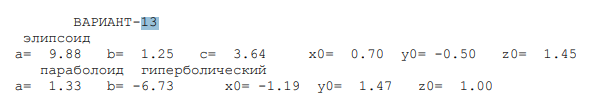 ВАРИАНТ-13
элипсоид
a= 9.88 b= 1.25 c= 3.64 x0= 0.70 y0= -0.50 z0= 1.45
параболоид гиперболический
a= 1.33 b= -6.73 x0= -1.19 y0= 1.47 z0= 1.00